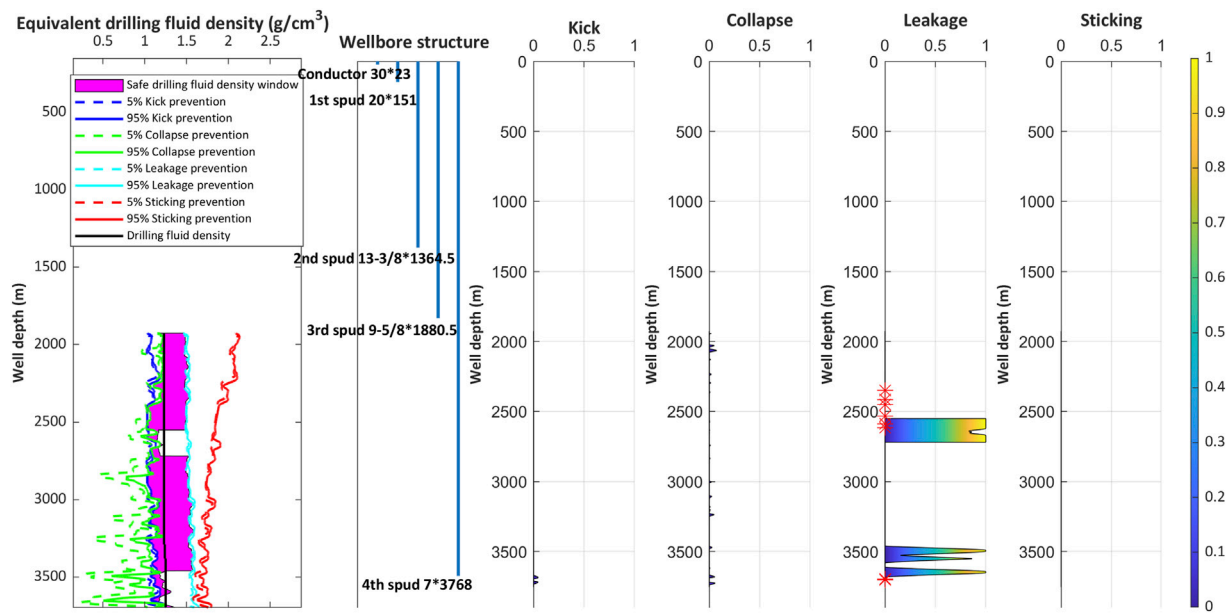 Equivalent drilling fluid density (g/cm³)
0.5 1 1.5 2 2.5
Well depth (m)
500
1000
1500
2000
2500
3000
3500
Safe drilling fluid density window
5% Kick prevention
95% Kick prevention
5% Collapse prevention
95% Collapse prevention
5% Leakage prevention
95% Leakage prevention
5% Sticking prevention
95% Sticking prevention
Drilling fluid density
Wellbore structure
Conductor 30*23
1st spud 20*151
2nd spud 13-3/8*1364.5
3rd spud 9-5/8*1880.5
4th spud 7*3768
Kick
0 0.5 1
Well depth (m)
0
500
1000
1500
2000
2500
3000
3500
Collapse
0 0.5 1
Well depth (m)
0
500
1000
1500
2000
2500
3000
3500
Leakage
0 0.5 1
Well depth (m)
0
500
1000
1500
2000
2500
3000
3500
Sticking
0 0.5 1
Well depth (m)
0
500
1000
1500
2000
2500
3000
3500
1
0.9
0.8
0.7
0.6
0.5
0.4
0.3
0.2
0.1
0